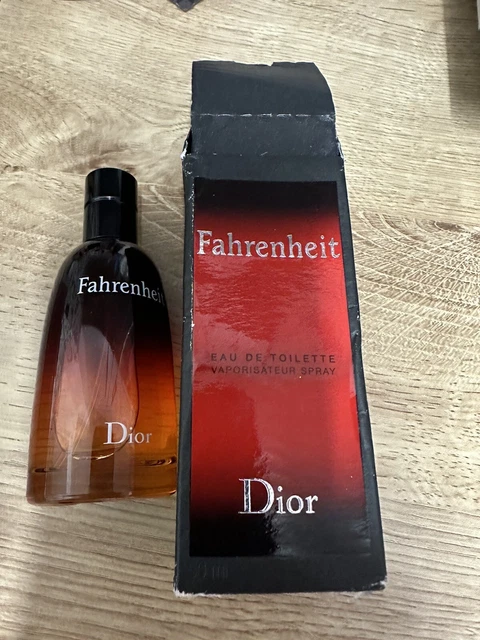 Fahrenheit
Dior
Fahrenheit
EAU DE TOILETTE
VAPORISATEUR SPRAY
Dior